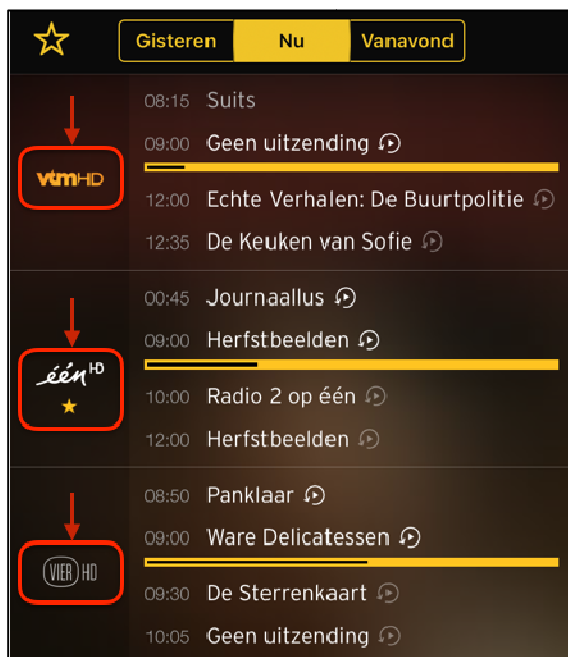 Gisteren Nu Vanavond
08:15 Suits
09:00 Geen uitzending
vtmHD
12:00 Echte Verhalen: De Buurtpolitie
12:35 De Keuken van Sofie
00:45 Journaallus
09:00 Herfstbeelden
één HD
10:00 Radio 2 op één
12:00 Herfstbeelden
08:50 Panklaar
09:00 Ware Delicatessen
VIER HD
09:30 De Sterrenkaart
10:05 Geen uitzending